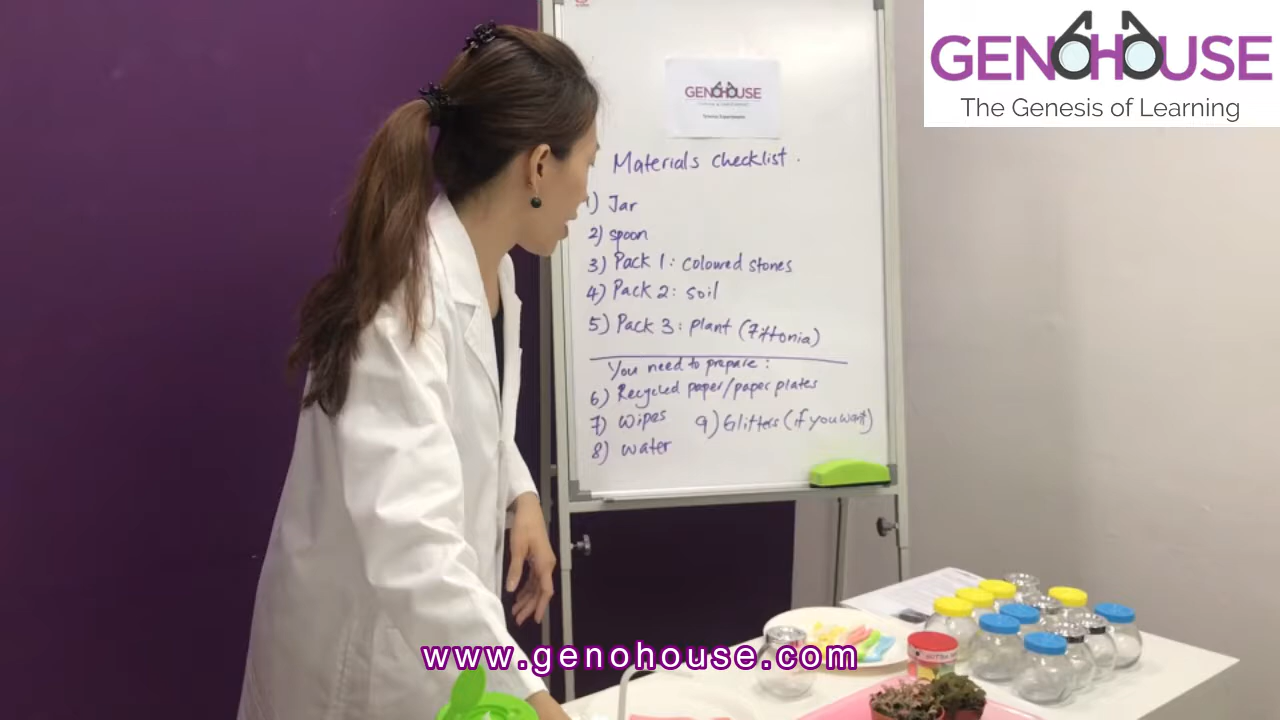 GENOHOUSE
The Genesis of Learning
GENOHOUSE
Materials checklist.
1) Jar
2) spoon
3) Pack 1: coloured stones
4) Pack 2: soil
5) Pack 3: plant (Fittonia)
You need to prepare:
6) Recycled paper/paper plates
7) Wipes 9) Glitters (if you want)
8) water
www.genohouse.com